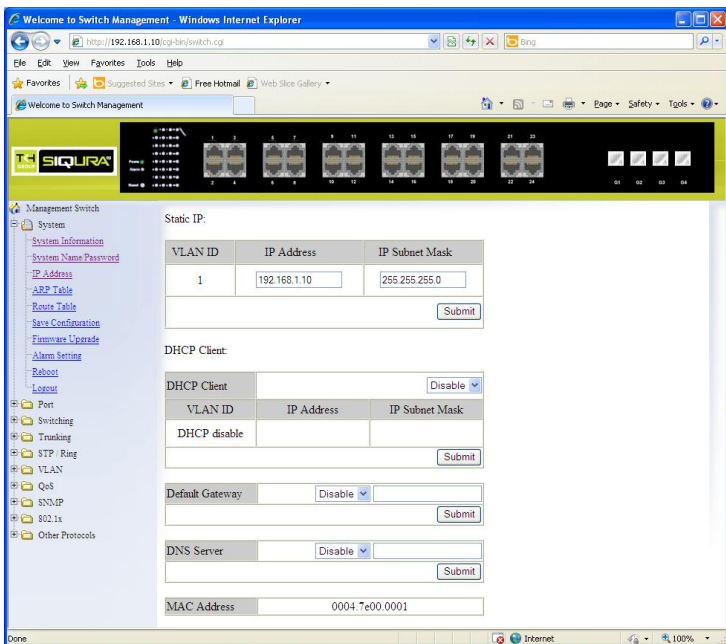 Welcome to Switch Management - Windows Internet Explorer
http://192.168.1.10/cgi-bin/switch.cgi
Bing
File Edit View Favorites Tools Help
Favorites Suggested Sites Free Hotmail Web Slice Gallery
Welcome to Switch Management
Page Safety Tools
TKH GROUP SIQURA
1 3 5 7 9 11 13 15 17 19 21 23
2 4 6 8 10 12 14 16 18 20 22 24
G1 G2 G3 G4
Power
Alarm
Reset
Management Switch
System
System Information
System Name Password
IP Address
ARP Table
Route Table
Save Configuration
Firmware Upgrade
Alarm Setting
Reboot
Logout
Port
Switching
Trunking
STP / Ring
VLAN
QoS
SNMP
802.1x
Other Protocols
Static IP:
VLAN ID IP Address IP Subnet Mask
1 192.168.1.10 255.255.255.0
Submit
DHCP Client:
DHCP Client Disable
VLAN ID IP Address IP Subnet Mask
DHCP disable
Submit
Default Gateway Disable
Submit
DNS Server Disable
Submit
MAC Address 0004.7e00.0001
Done Internet 100%